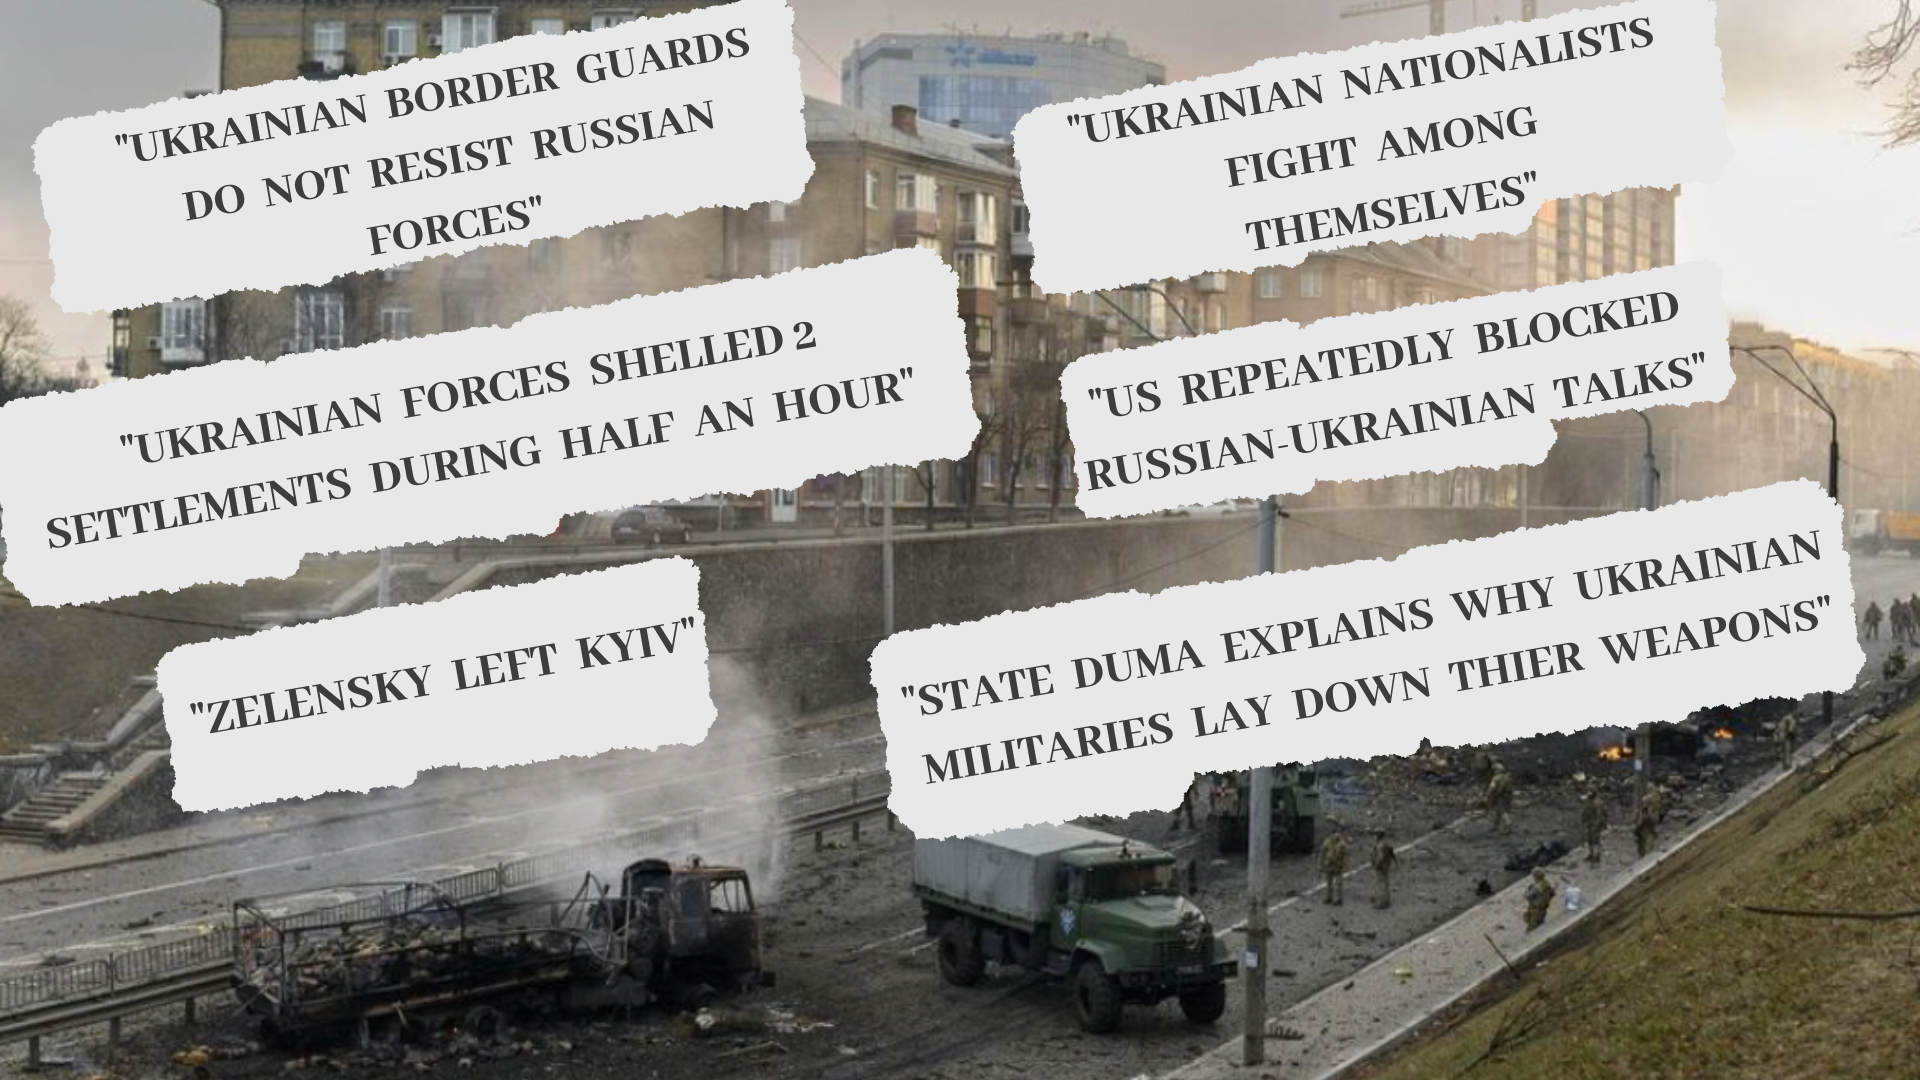 "UKRAINIAN BORDER GUARDS
DO NOT RESIST RUSSIAN
FORCES"
"UKRAINIAN NATIONALISTS
FIGHT AMONG
THEMSELVES"
"UKRAINIAN FORCES SHELLED 2
SETTLEMENTS DURING HALF AN HOUR"
"US REPEATEDLY BLOCKED
RUSSIAN-UKRAINIAN TALKS"
"ZELENSKY LEFT KYIV"
"STATE DUMA EXPLAINS WHY UKRAINIAN
MILITARIES LAY DOWN THIER WEAPONS"